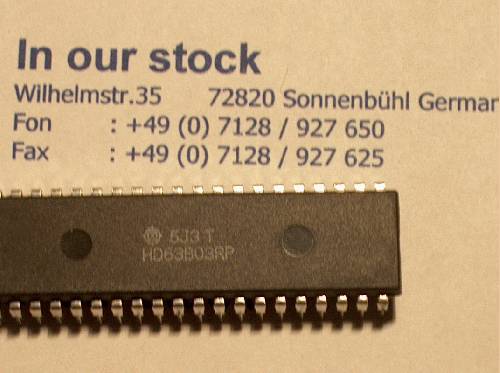 In our stock
Wilhelmstr.35 72820 Sonnenbühl Germar
Fon : +49 (0) 7128 / 927 650
Fax : +49 (0) 7128 / 927 625
5J3 T
HD63B03RP